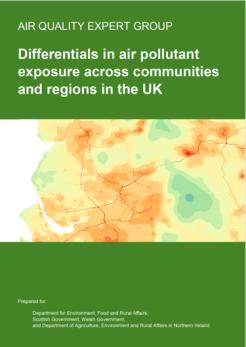 AIR QUALITY EXPERT GROUP
Differentials in air pollutant
exposure across communities
and regions in the UK
Prepared for:
Department for Environment, Food and Rural Affairs;
Scottish Government; Welsh Government;
and Department of Agriculture, Environment and Rural Affairs in Northern Ireland